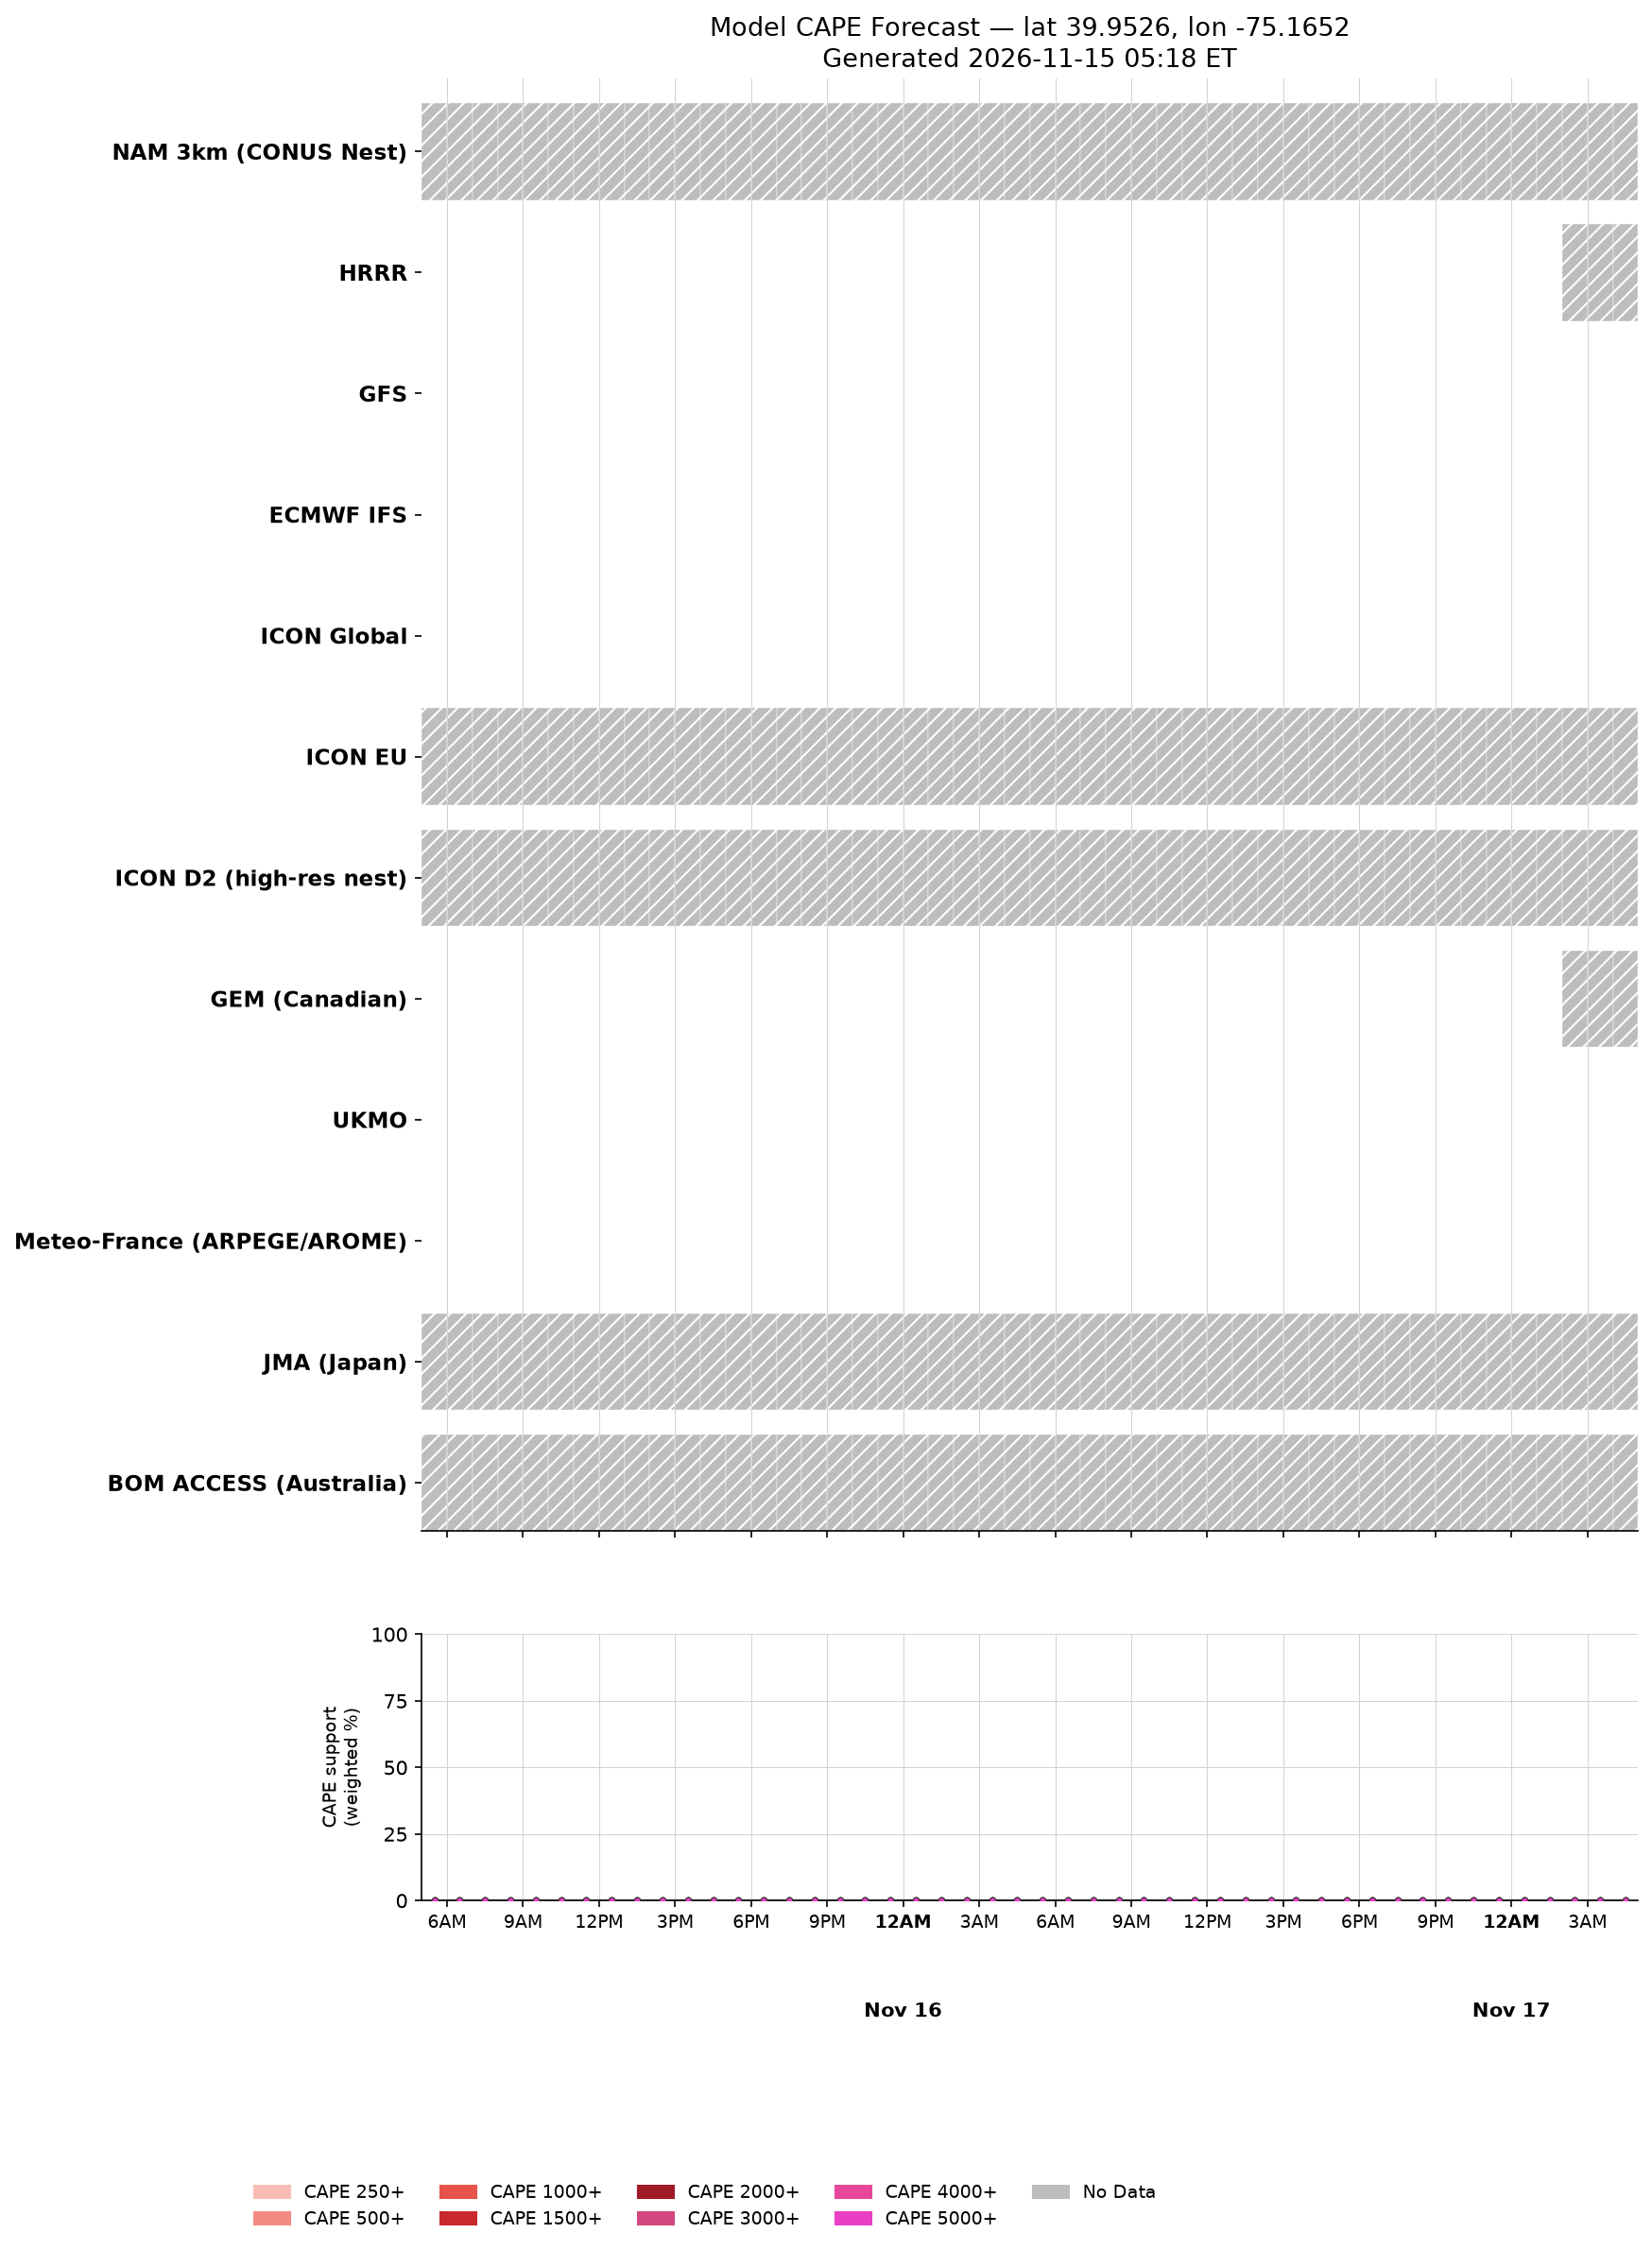 Model CAPE Forecast — lat 39.9526, lon -75.1652
Generated 2026-11-15 05:18 ET
NAM 3km (CONUS Nest)
HRRR
GFS
ECMWF IFS
ICON Global
ICON EU
ICON D2 (high-res nest)
GEM (Canadian)
UKMO
Meteo-France (ARPEGE/AROME)
JMA (Japan)
BOM ACCESS (Australia)
CAPE support
(weighted %)
100
75
50
25
0
6AM 9AM 12PM 3PM 6PM 9PM 12AM 3AM 6AM 9AM 12PM 3PM 6PM 9PM 12AM 3AM
Nov 16 Nov 17
CAPE 250+ CAPE 1000+ CAPE 2000+ CAPE 4000+ No Data
CAPE 500+ CAPE 1500+ CAPE 3000+ CAPE 5000+